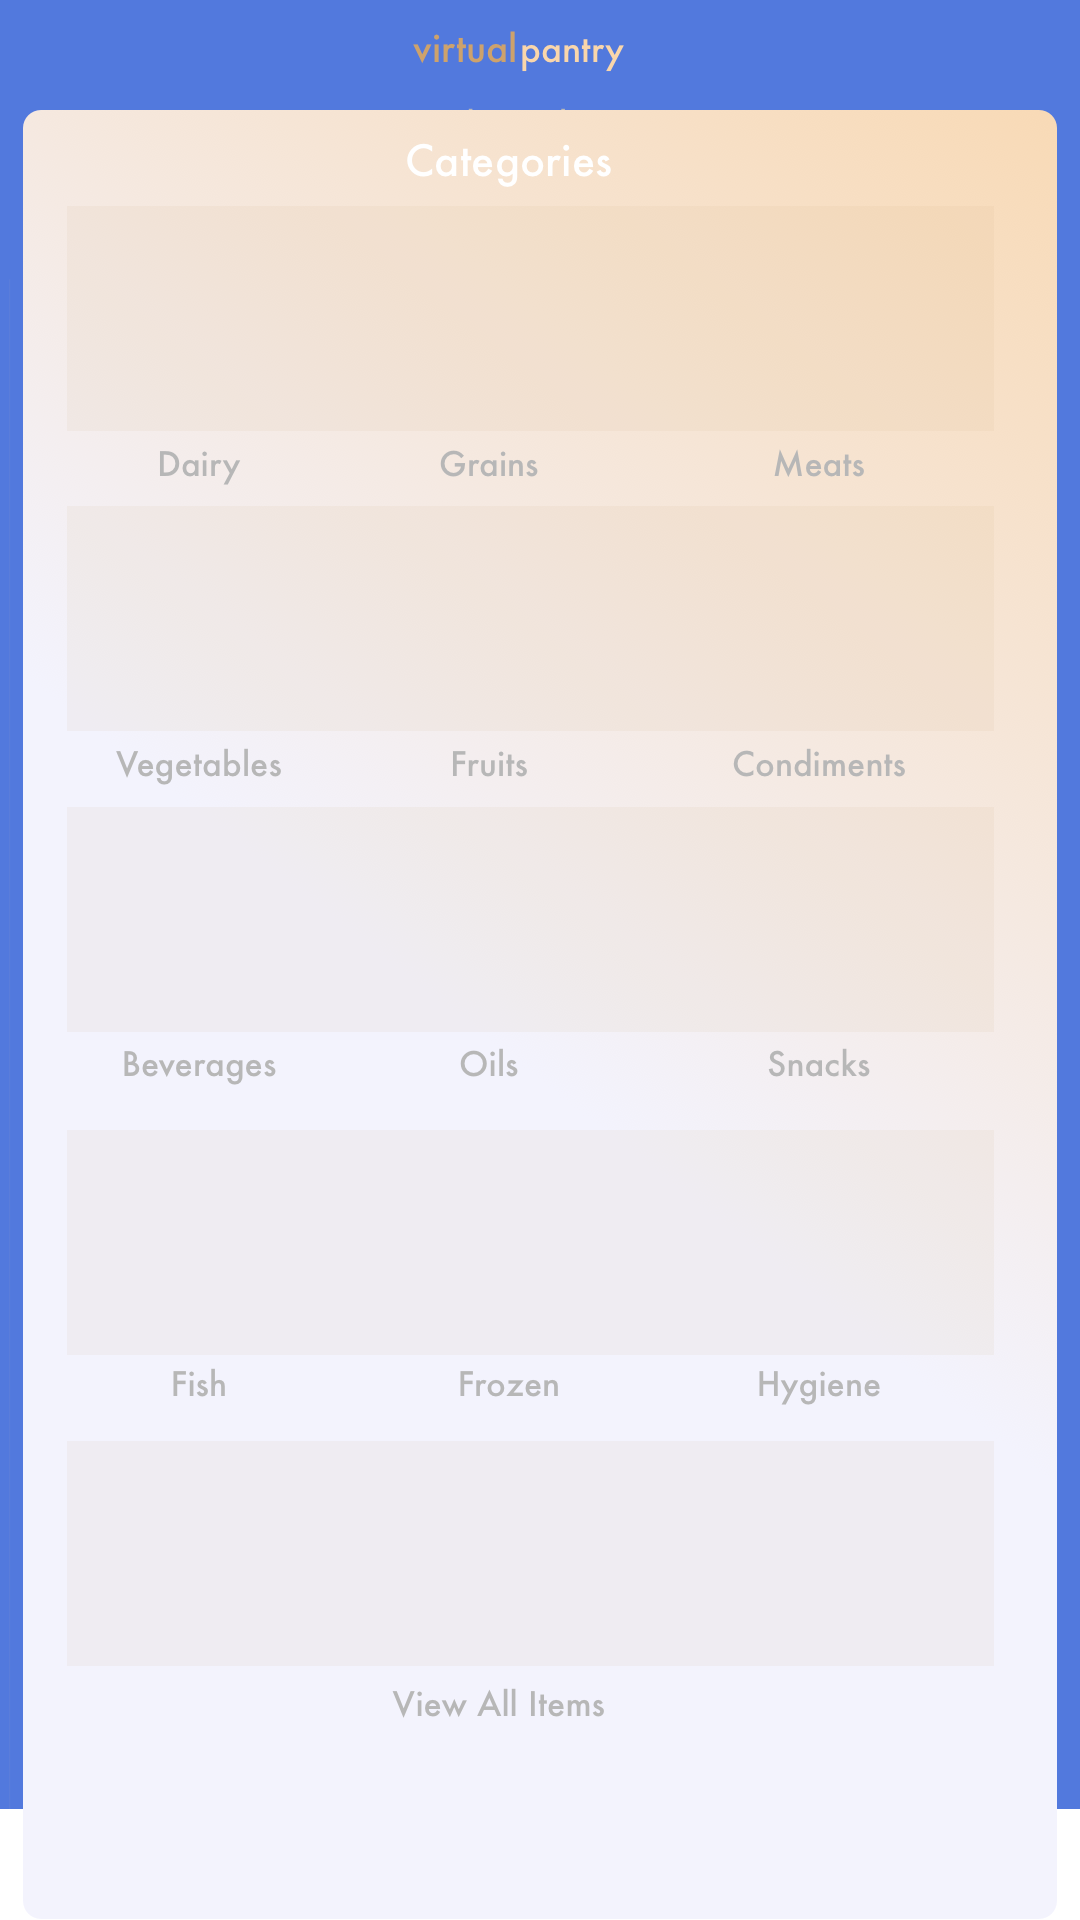 virtualpantry
Categories
Dairy Grains Meats
Vegetables Fruits Condiments
Beverages Oils Snacks
Fish Frozen Hygiene
View All Items